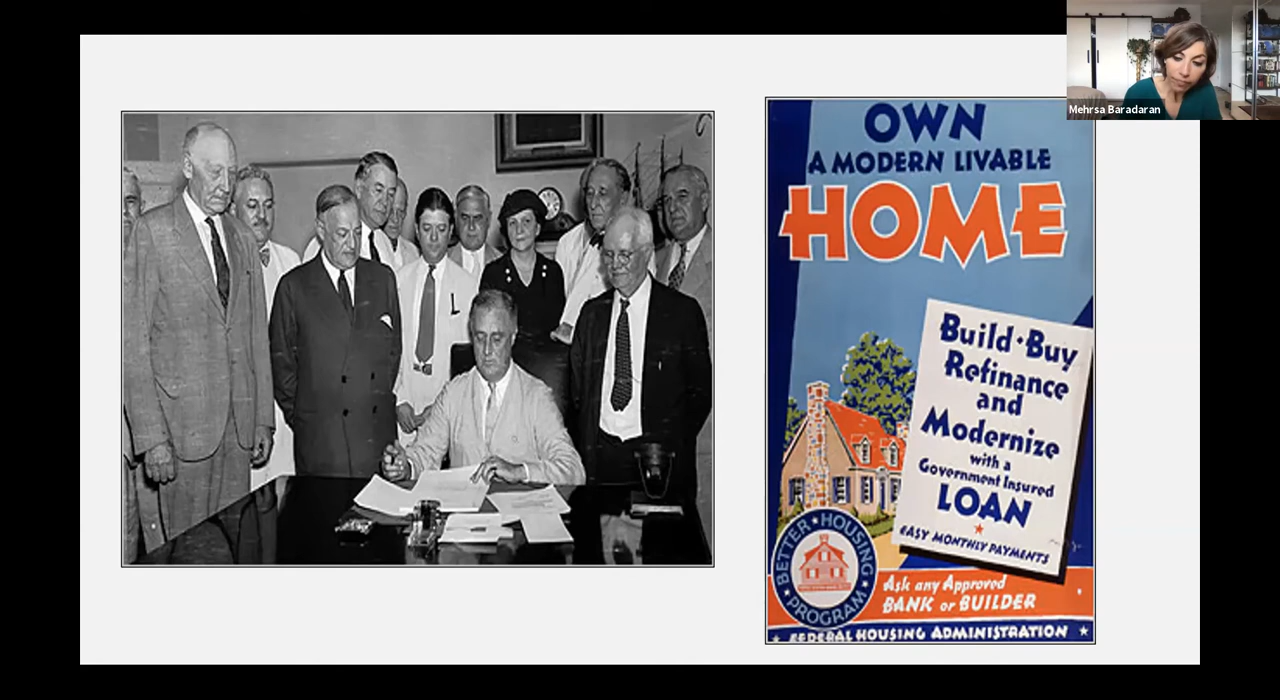 Mehrsa Baradaran
OWN
A MODERN LIVABLE
HOME
Build·Buy
Refinance
and
Modernize
with a
Government Insured
LOAN
EASY MONTHLY PAYMENTS
BETTER ★ HOUSING
★ PROGRAM ★
Ask any Approved
BANK or BUILDER
★ FEDERAL HOUSING ADMINISTRATION ★